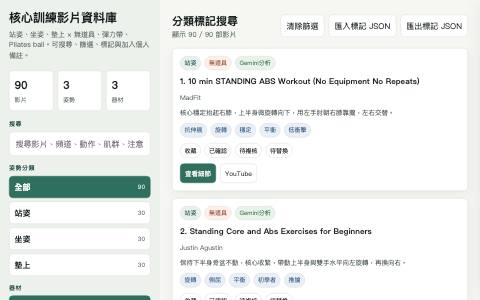 核心訓練影片資料庫
站姿、坐姿、墊上 × 無道具、彈力帶、
Pilates ball。可搜尋、篩選、標記與加入個人
備註。
90
影片
3
姿勢
3
器材
搜尋
搜尋影片、頻道、動作、肌群、注意
姿勢分類
全部 90
站姿 30
坐姿 30
墊上 30
分類標記搜尋
顯示 90 / 90 部影片
清除篩選
匯入標記 JSON
匯出標記 JSON
站姿 無道具 Gemini分析
1. 10 min STANDING ABS Workout (No Equipment No Repeats)
MadFit
核心穩定抬起右膝，上半身微旋轉向下，用左手肘朝右膝靠攏，左右交替。
抗伸展 旋轉 穩定 平衡 低衝擊
收藏 已確認 待複核 待替換
查看細節 YouTube
站姿 無道具 Gemini分析
2. Standing Core and Abs Exercises for Beginners
Justin Agustin
保持下半身骨盆不動，核心收緊，帶動上半身與雙手水平向左旋轉，再換向右。
旋轉 側屈 平衡 初學者 推論